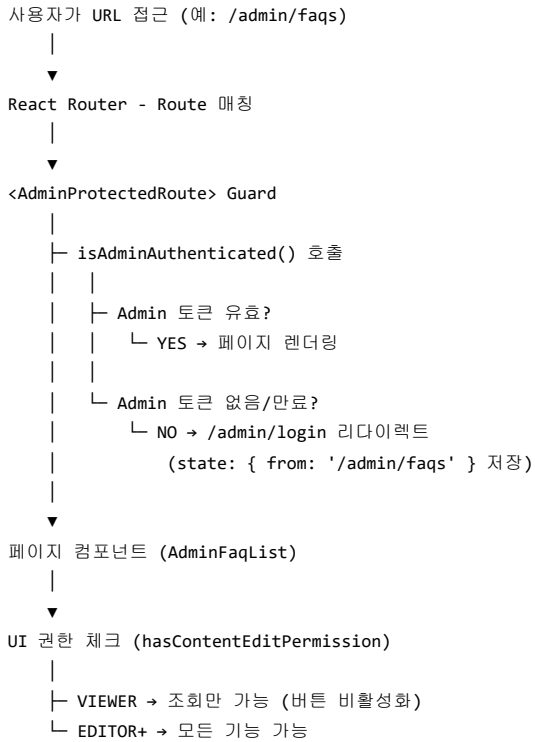 사용자가 URL 접근 (예: /admin/faqs)
│
▼
React Router - Route 매칭
│
▼
<AdminProtectedRoute> Guard
│
├─ isAdminAuthenticated() 호출
│   │
│   ├─ Admin 토큰 유효?
│   │   └─ YES → 페이지 렌더링
│   │
│   └─ Admin 토큰 없음/만료?
│       └─ NO → /admin/login 리다이렉트
│           (state: { from: '/admin/faqs' } 저장)
│
▼
페이지 컴포넌트 (AdminFaqList)
│
▼
UI 권한 체크 (hasContentEditPermission)
│
├─ VIEWER → 조회만 가능 (버튼 비활성화)
└─ EDITOR+ → 모든 기능 가능